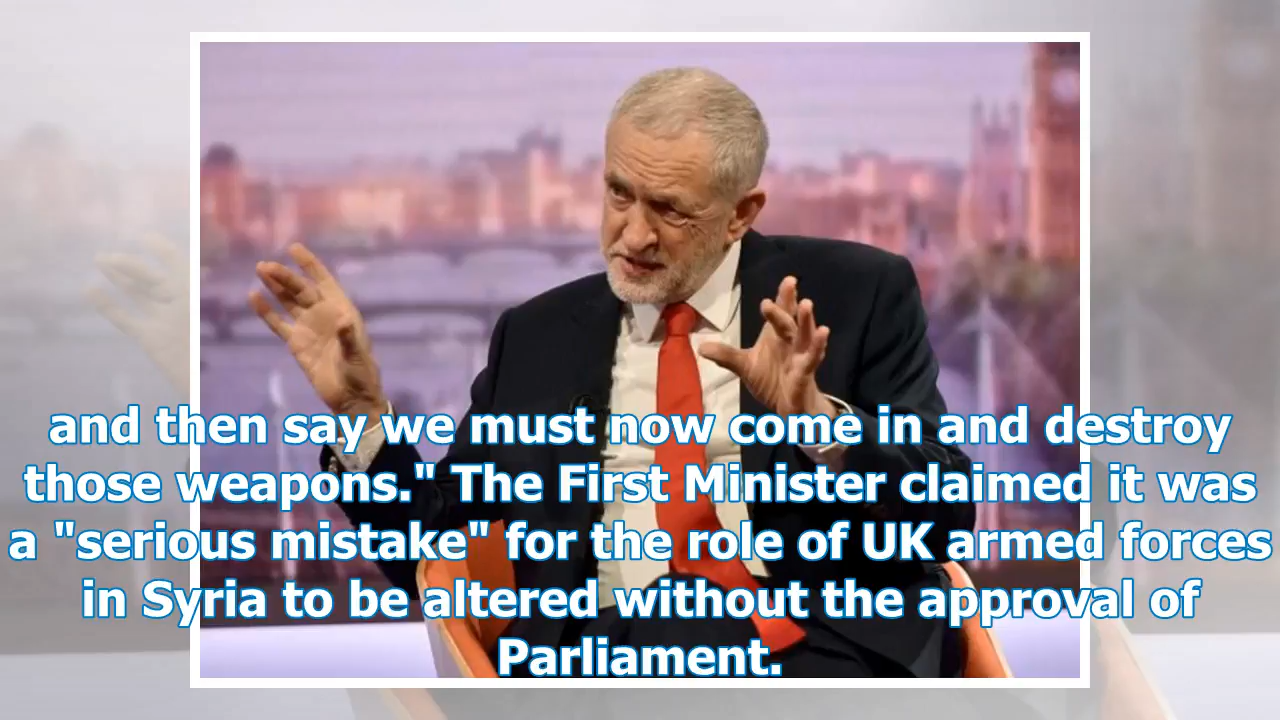 and then say we must now come in and destroy
those weapons." The First Minister claimed it was
a "serious mistake" for the role of UK armed forces
in Syria to be altered without the approval of
Parliament.